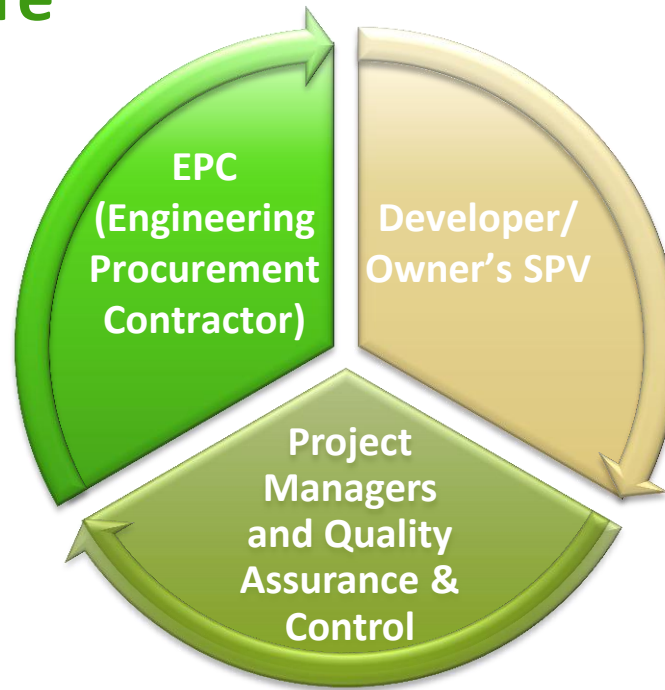 EPC
(Engineering
Procurement
Contractor)
Developer/
Owner’s SPV
Project
Managers
and Quality
Assurance &
Control